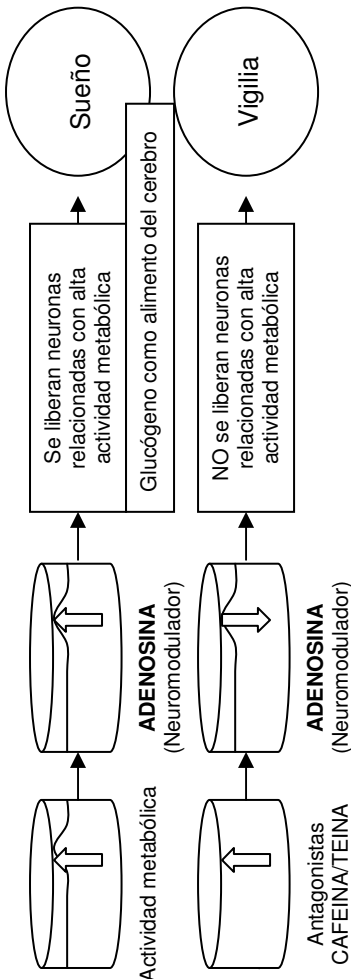 Actividad metabólica
ADENOSINA
(Neuromodulador)
Se liberan neuronas
relacionadas con alta
actividad metabólica
Glucógeno como alimento del cerebro
Sueño
Antagonistas
CAFEINA/TEINA
ADENOSINA
(Neuromodulador)
NO se liberan neuronas
relacionadas con alta
actividad metabólica
Vigilia